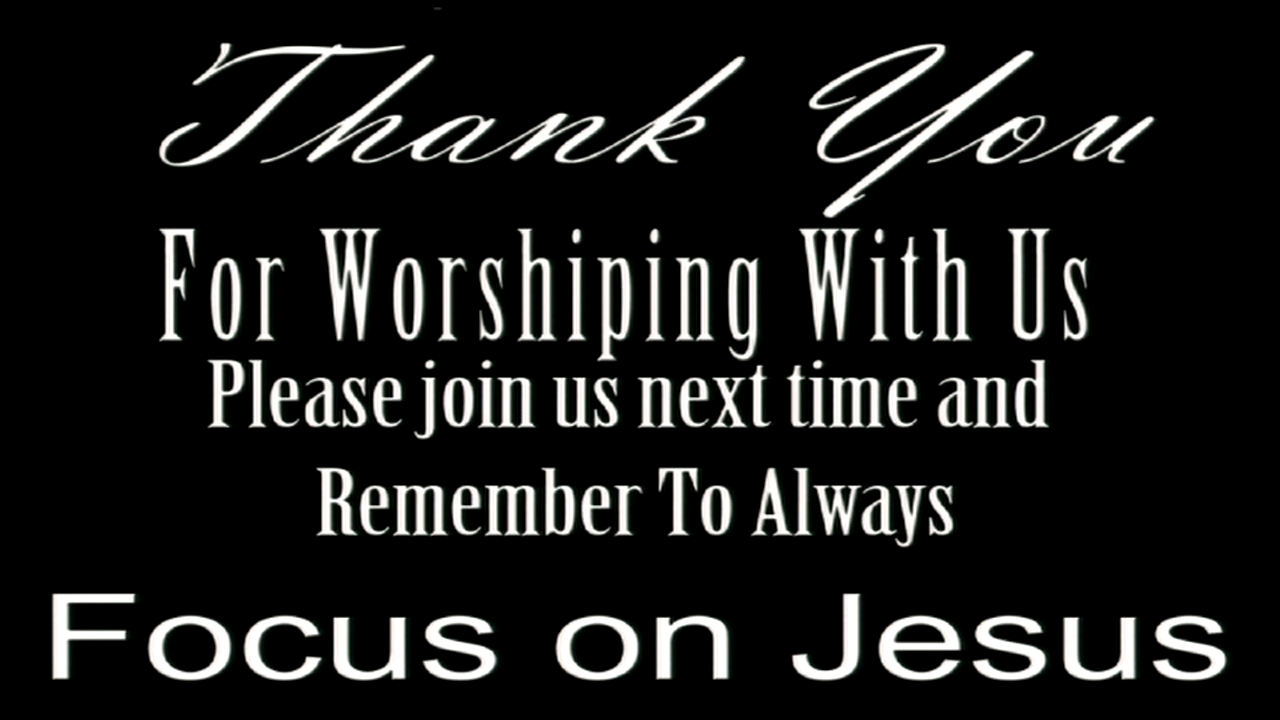 Thank You
For Worshiping With Us
Please join us next time and
Remember To Always
Focus on Jesus